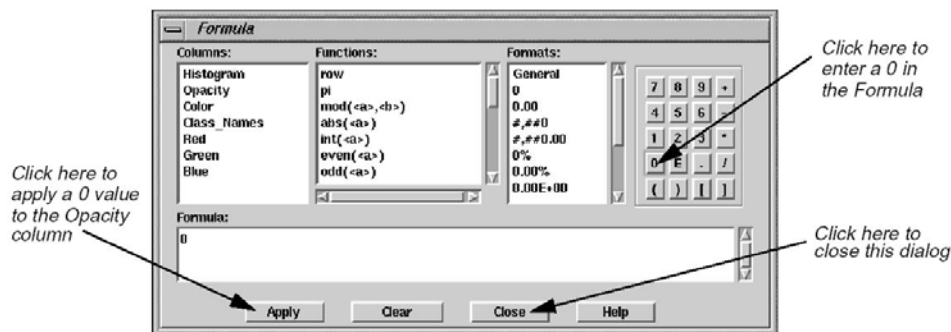 Formula
Columns:
Histogram
Opacity
Color
Class_Names
Red
Green
Blue
Functions:
row
pi
mod(<a>,<b>)
abs(<a>)
int(<a>)
even(<a>)
odd(<a>)
Formats:
General
0
0.00
#,##0
#,##0.00
0%
0.00%
0.00E+00
7 8 9 +
4 5 6 -
1 2 3 *
0 E . /
( ) [ ]
Click here to
enter a 0 in
the Formula
Click here to
apply a 0 value
to the Opacity
column
Formula:
0
Click here to
close this dialog
Apply Clear Close Help